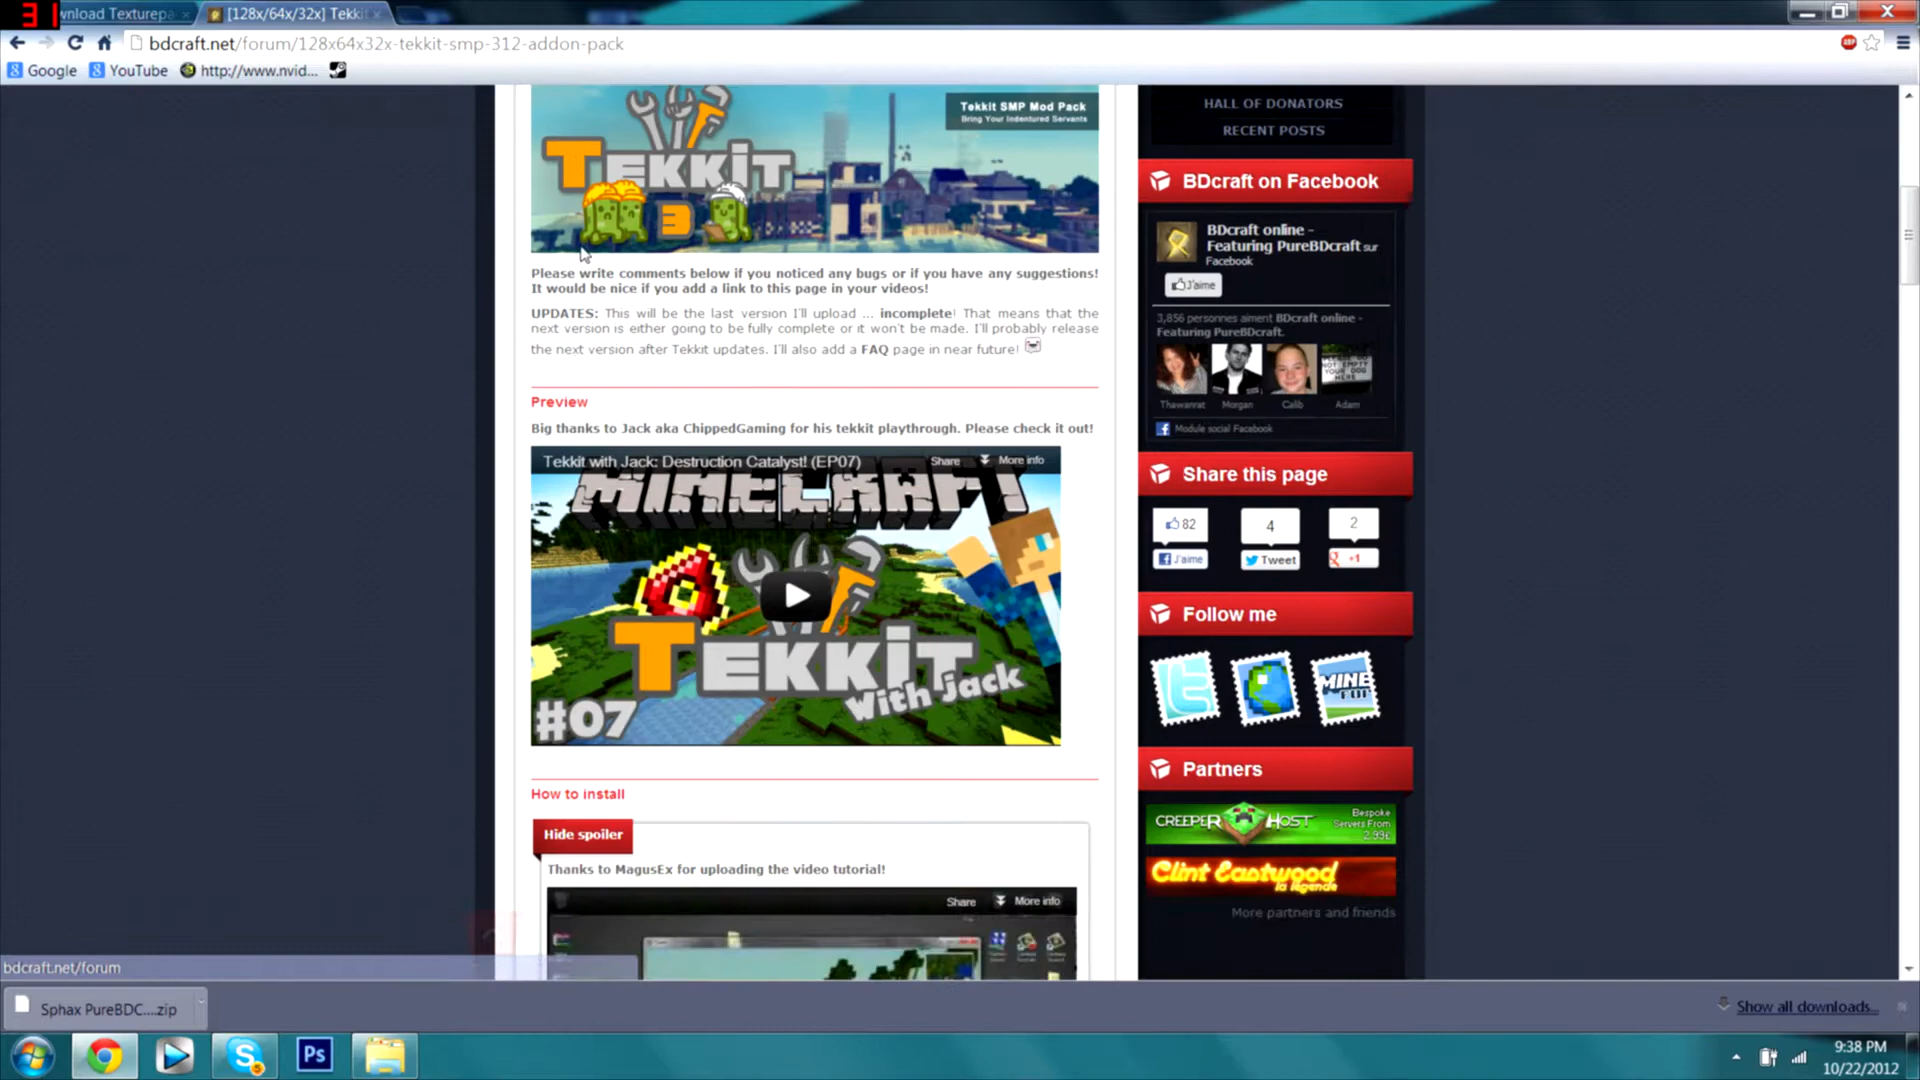 31
wnload Texturepa
[128x/64x/32x] Tekkit
bdcraft.net/forum/128x64x32x-tekkit-smp-312-addon-pack
ABP
Google
YouTube
http://www.nvid...
Tekkit SMP Mod Pack
Bring Your Indentured Servants
TEKKIT
3
Please write comments below if you noticed any bugs or if you have any suggestions!
It would be nice if you add a link to this page in your videos!
UPDATES: This will be the last version I'll upload ... incomplete! That means that the
next version is either going to be fully complete or it won't be made. I'll probably release
the next version after Tekkit updates. I'll also add a FAQ page in near future!
Preview
Big thanks to Jack aka ChippedGaming for his tekkit playthrough. Please check it out!
Tekkit with Jack: Destruction Catalyst! (EP07)
Share
More info
MINECRAFT
TEKKIT
With Jack
#07
How to install
Hide spoiler
Thanks to MagusEx for uploading the video tutorial!
Share
More info
HALL OF DONATORS
RECENT POSTS
BDcraft on Facebook
BDcraft online -
Featuring PureBDcraft sur
Facebook
J'aime
3,856 personnes aiment BDcraft online -
Featuring PureBDcraft.
Thawanrat
Morgan
Calib
Adam
Module social Facebook
Share this page
82
4
2
J'aime
Tweet
+1
Follow me
Partners
CREEPER HOST
Bespoke
Servers From
2.99€
Clint Eastwood
la légende
More partners and friends
bdcraft.net/forum
Sphax PureBDC....zip
Show all downloads...
Ps
9:38 PM
10/22/2012